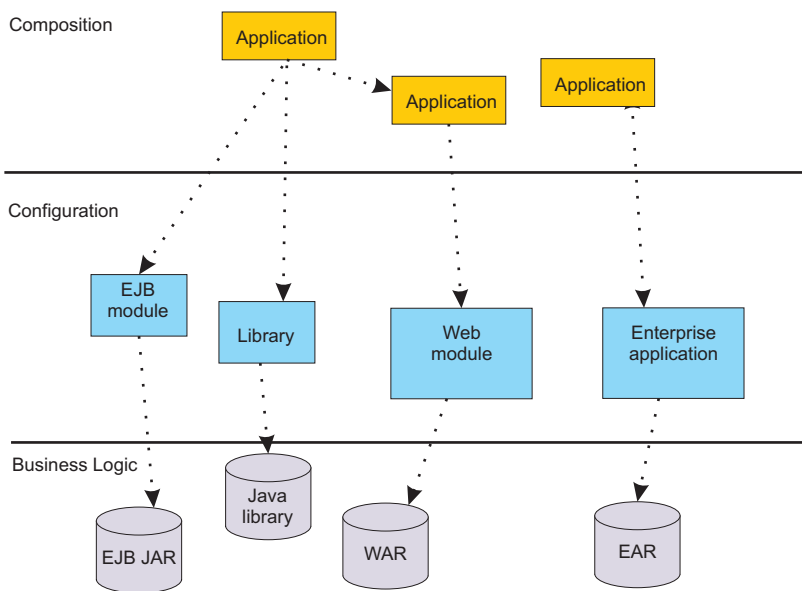 Composition
Application
Application
Application
Configuration
EJB
module
Library
Web
module
Enterprise
application
Business Logic
Java
library
EJB JAR
WAR
EAR